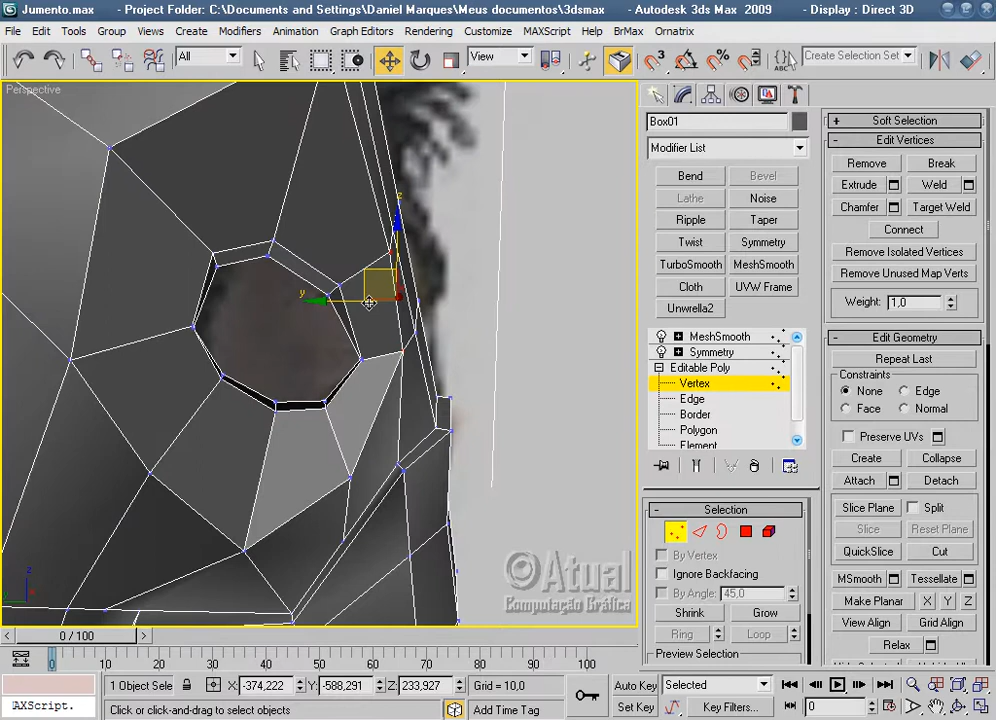 Jumento.max - Project Folder: C:\Documents and Settings\Daniel Marques\Meus documentos\3dsmax - Autodesk 3ds Max 2009 - Display : Direct 3D
File Edit Tools Group Views Create Modifiers Animation Graph Editors Rendering Customize MAXScript Help BrMax Ornatrix
All View Create Selection Set
Perspective
Box01
Modifier List
Bend Bevel
Lathe Noise
Ripple Taper
Twist Symmetry
TurboSmooth MeshSmooth
Cloth UVW Frame
Unwrella2
MeshSmooth
Symmetry
Editable Poly
Vertex
Edge
Border
Polygon
Element
Selection
By Vertex
Ignore Backfacing
By Angle: 45,0
Shrink Grow
Ring Loop
Preview Selection
Soft Selection
Edit Vertices
Remove Break
Extrude Weld
Chamfer Target Weld
Connect
Remove Isolated Vertices
Remove Unused Map Verts
Weight: 1,0
Edit Geometry
Repeat Last
Constraints
None Edge
Face Normal
Preserve UVs
Create Collapse
Attach Detach
Slice Plane Split
Slice Reset Plane
QuickSlice Cut
MSmooth Tessellate
Make Planar X Y Z
View Align Grid Align
Relax
z
y
z
©Atual
Computação Gráfica
0 / 100
0 10 20 30 40 50 60 70 80 90 100
1 Object Sele X: -374,222 Y: -588,291 Z: 233,927 Grid = 10,0 Auto Key Selected
AXScript. Click or click-and-drag to select objects Add Time Tag Set Key Key Filters... 0